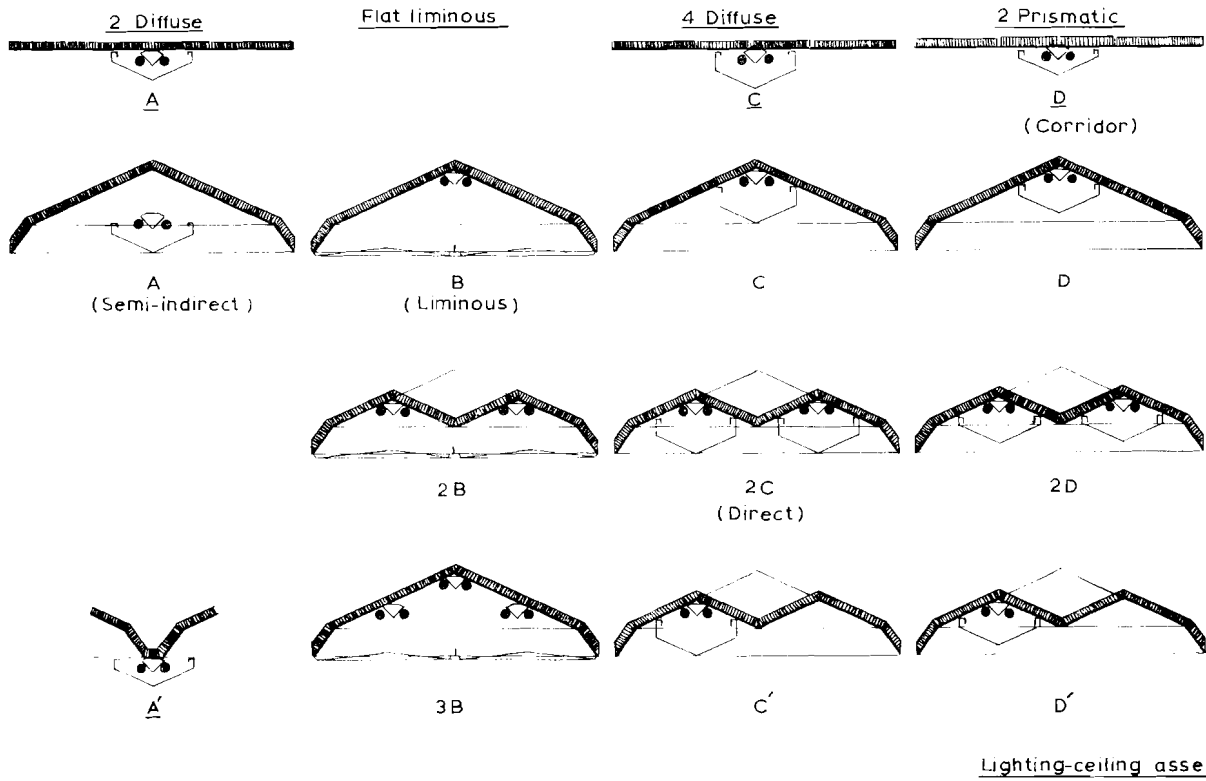 2 Diffuse
Flat liminous
4 Diffuse
2 Prismatic
A
C
D
(Corridor)
A
(Semi-indirect)
B
(Liminous)
C
D
2B
2C
(Direct)
2D
A′
3B
C′
D′
Lighting-ceiling asse